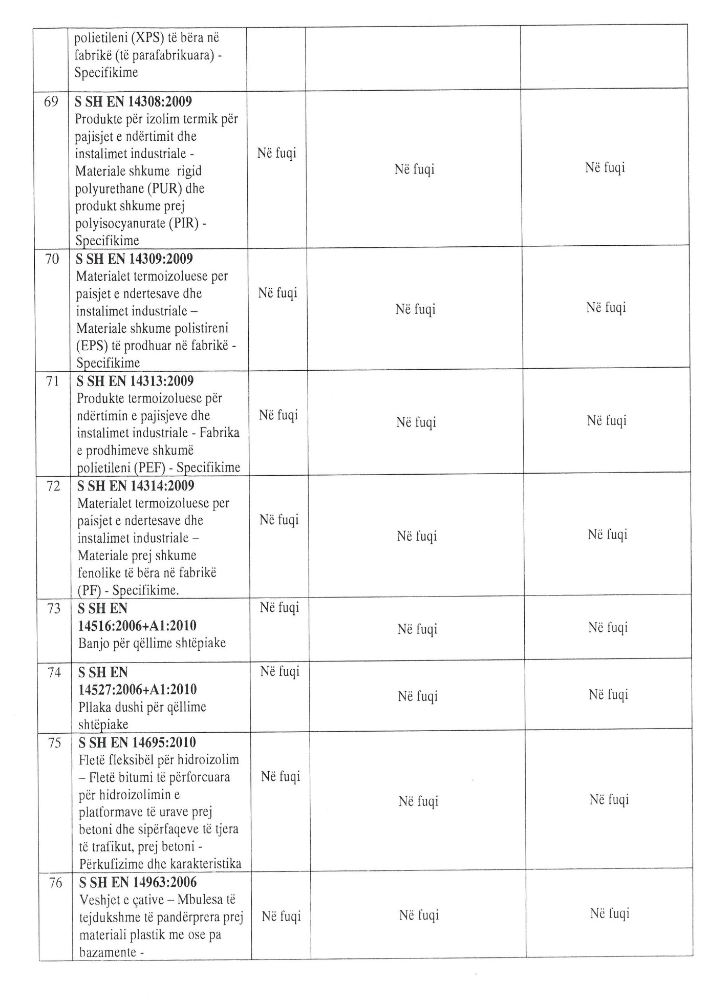 polietileni (XPS) të bëra në
fabrikë (të parafabrikuara) -
Specifikime
69
S SH EN 14308:2009
Produkte për izolim termik për
pajisjet e ndërtimit dhe
instalimet industriale -
Materiale shkume rigid
polyurethane (PUR) dhe
produkt shkume prej
polyisocyanurate (PIR) -
Specifikime
Në fuqi
Në fuqi
Në fuqi
70
S SH EN 14309:2009
Materialet termoizoluese per
paisjet e ndertesave dhe
instalimet industriale –
Materiale shkume polistireni
(EPS) të prodhuar në fabrikë -
Specifikime
Në fuqi
Në fuqi
Në fuqi
71
S SH EN 14313:2009
Produkte termoizoluese për
ndërtimin e pajisjeve dhe
instalimet industriale - Fabrika
e prodhimeve shkumë
polietileni (PEF) - Specifikime
Në fuqi
Në fuqi
Në fuqi
72
S SH EN 14314:2009
Materialet termoizoluese per
paisjet e ndertesave dhe
instalimet industriale –
Materiale prej shkume
fenolike të bëra në fabrikë
(PF) - Specifikime.
Në fuqi
Në fuqi
Në fuqi
73
S SH EN
14516:2006+A1:2010
Banjo për qëllime shtëpiake
Në fuqi
Në fuqi
Në fuqi
74
S SH EN
14527:2006+A1:2010
Pllaka dushi për qëllime
shtëpiake
Në fuqi
Në fuqi
Në fuqi
75
S SH EN 14695:2010
Fletë fleksibël për hidroizolim
– Fletë bitumi të përforcuara
për hidroizolimin e
platformave të urave prej
betoni dhe sipërfaqeve të tjera
të trafikut, prej betoni -
Përkufizime dhe karakteristika
Në fuqi
Në fuqi
Në fuqi
76
S SH EN 14963:2006
Veshjet e çative – Mbulesa të
tejdukshme të pandërprera prej
materiali plastik me ose pa
bazamente -
Në fuqi
Në fuqi
Në fuqi